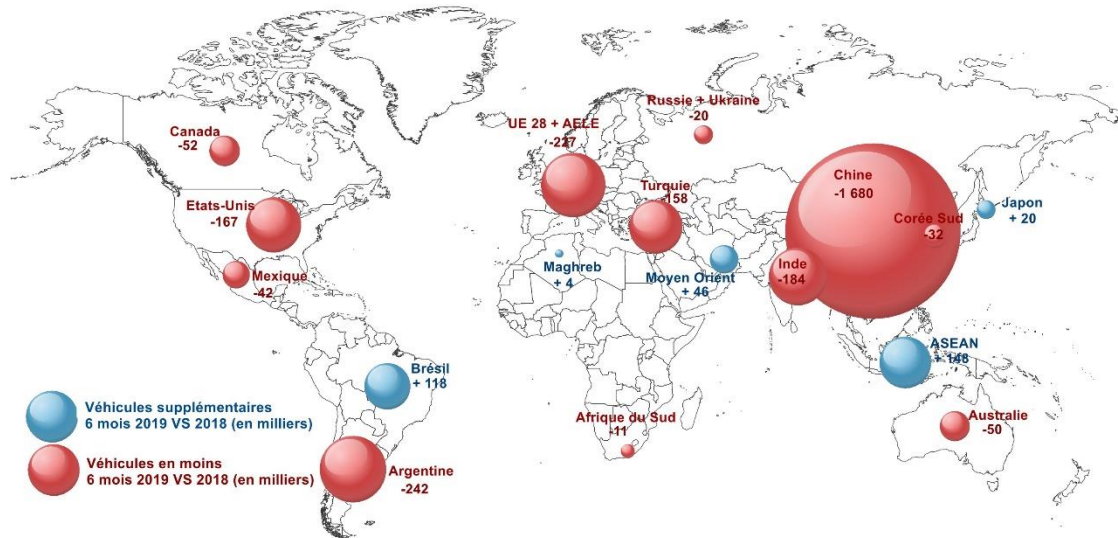 Canada
-52
Etats-Unis
-167
Mexique
-42
Brésil
+ 118
Argentine
-242
UE 28 + AELE
-227
Russie + Ukraine
-20
Turquie
-158
Maghreb
+ 4
Moyen Orient
+ 46
Afrique du Sud
-11
Chine
-1 680
Corée Sud
-32
Japon
+ 20
Inde
-184
ASEAN
+ 148
Australie
-50
Véhicules supplémentaires
6 mois 2019 VS 2018 (en milliers)
Véhicules en moins
6 mois 2019 VS 2018 (en milliers)